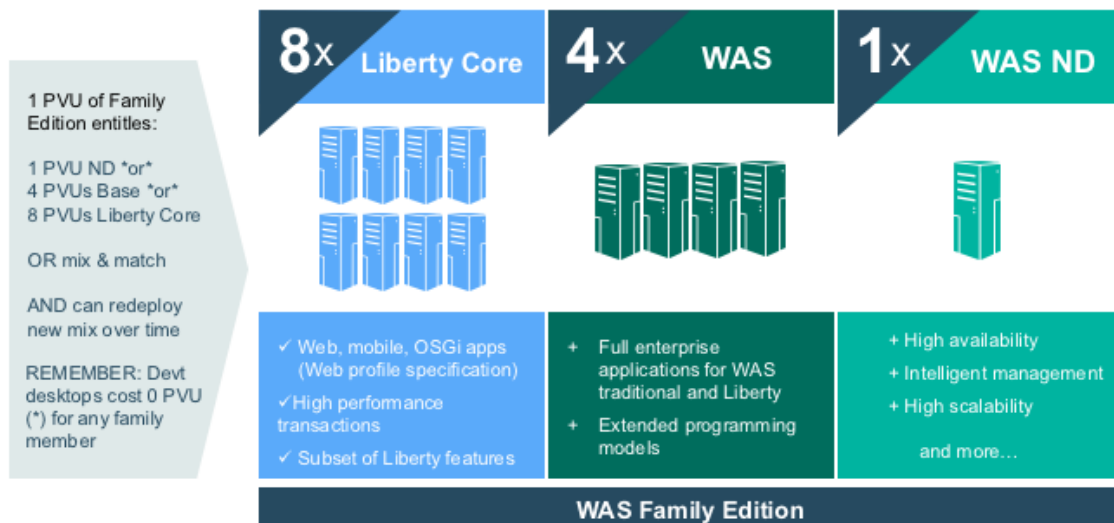 1 PVU of Family
Edition entitles:
1 PVU ND *or*
4 PVUs Base *or*
8 PVUs Liberty Core
OR mix & match
AND can redeploy
new mix over time
REMEMBER: Devt
desktops cost 0 PVU
(*) for any family
member
8x Liberty Core
✓ Web, mobile, OSGi apps
(Web profile specification)
✓High performance
transactions
✓ Subset of Liberty features
4x WAS
+ Full enterprise
applications for WAS
traditional and Liberty
+ Extended programming
models
1x WAS ND
+ High availability
+ Intelligent management
+ High scalability
and more…
WAS Family Edition